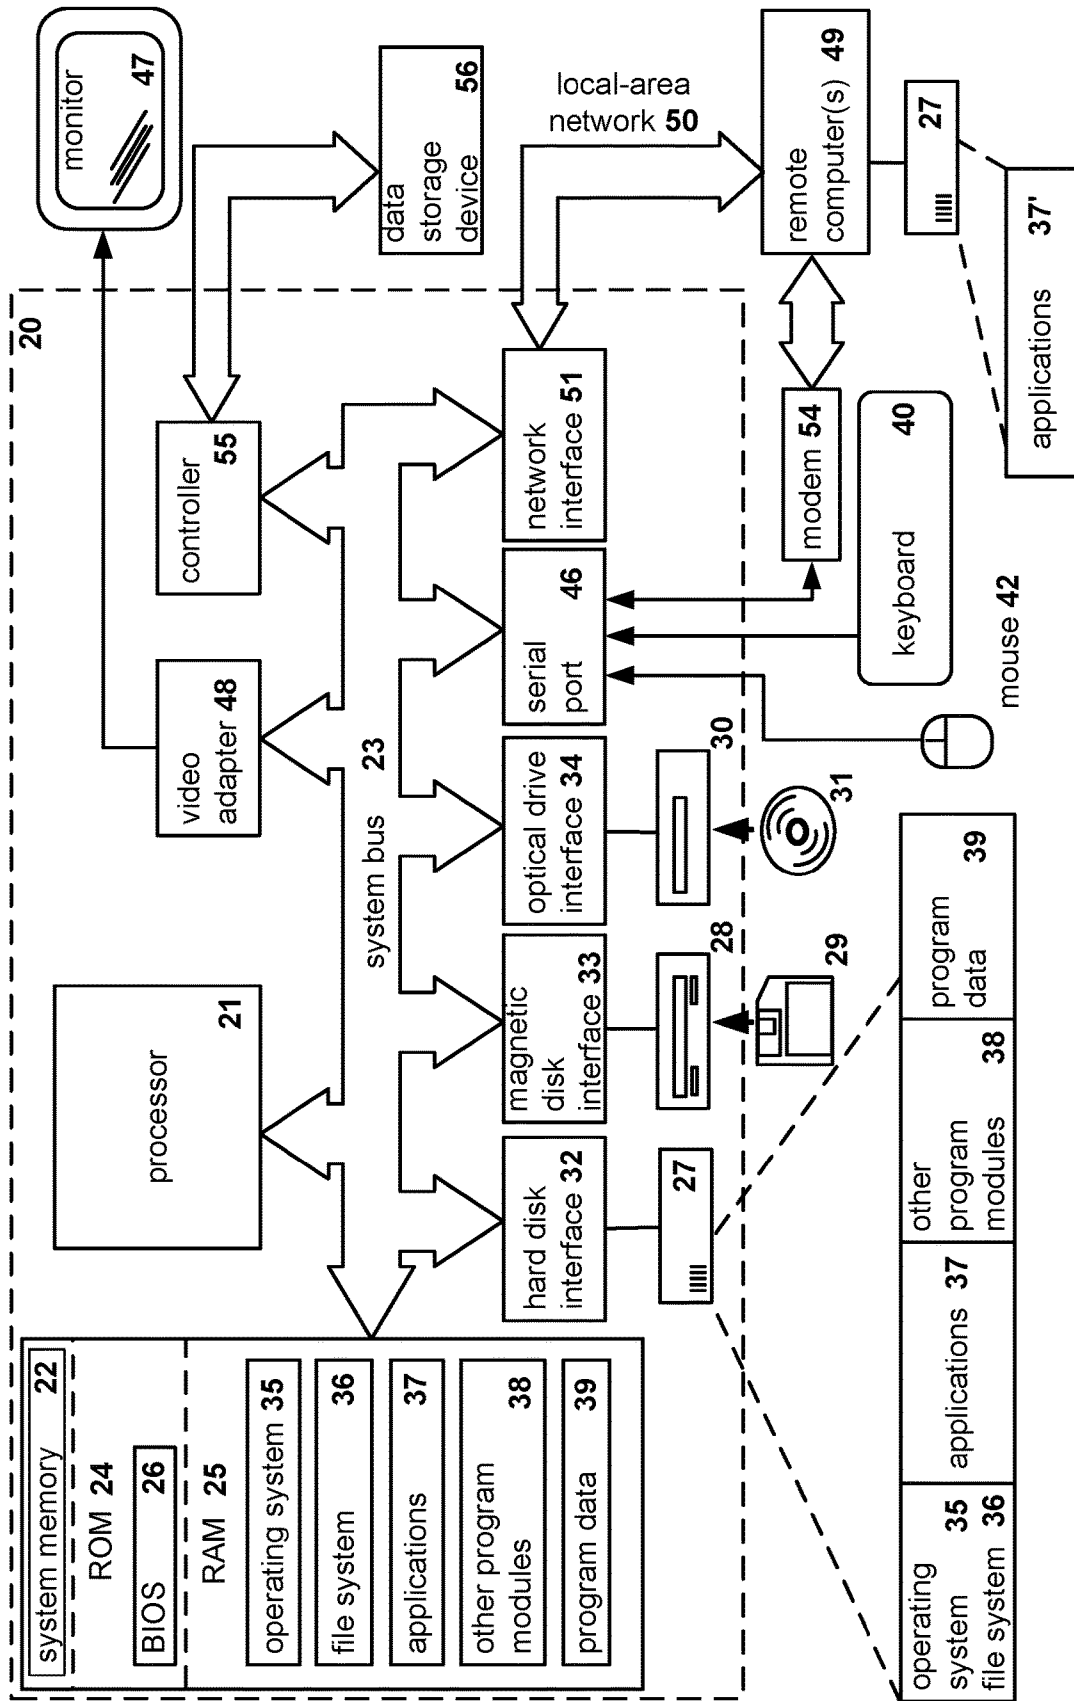 system memory 22
ROM 24
BIOS 26
RAM 25
operating system 35
file system 36
applications 37
other program
modules 38
program data 39
processor
21
20
video
adapter 48
controller
55
monitor
47
system bus
23
data
storage
device
56
local-area
network 50
hard disk
interface 32
magnetic
disk
interface 33
optical drive
interface 34
serial
port
46
network
interface 51
27
28
29
30
31
mouse 42
keyboard
40
modem 54
remote
computer(s)
49
27
applications
37'
operating
system 35
file system 36
applications 37
other
program
modules
38
program
data
39